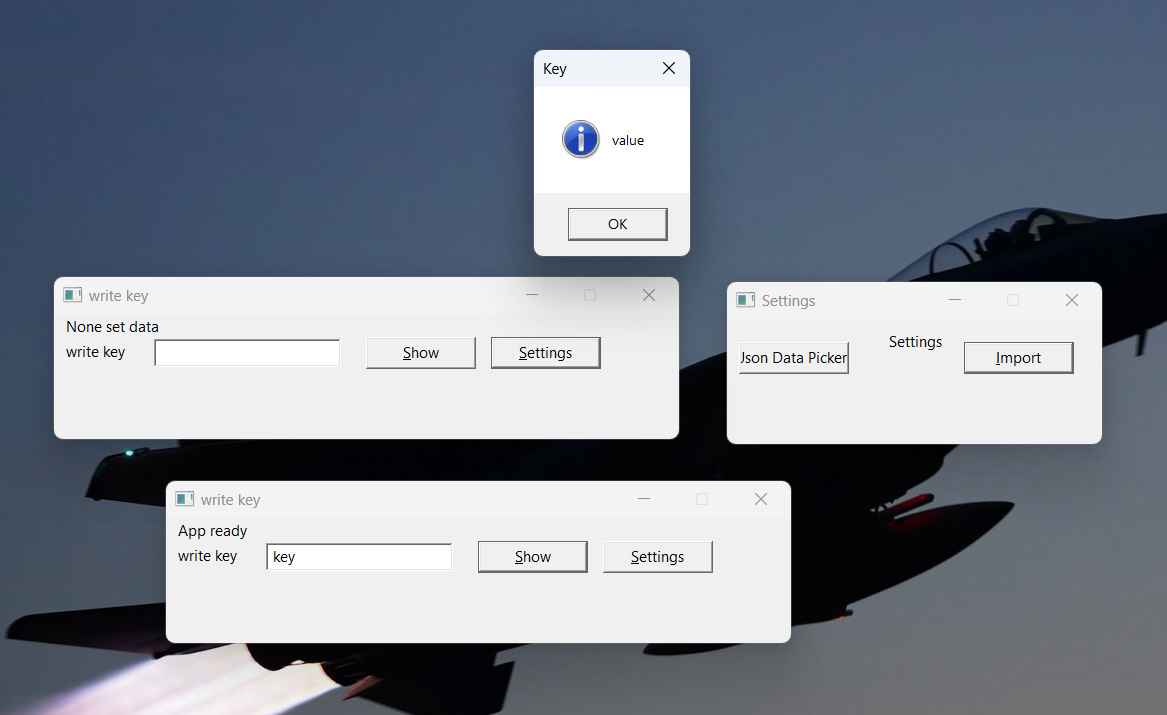 Key
value
OK
write key
None set data
write key
Show
Settings
Settings
Json Data Picker
Settings
Import
write key
App ready
write key
key
Show
Settings